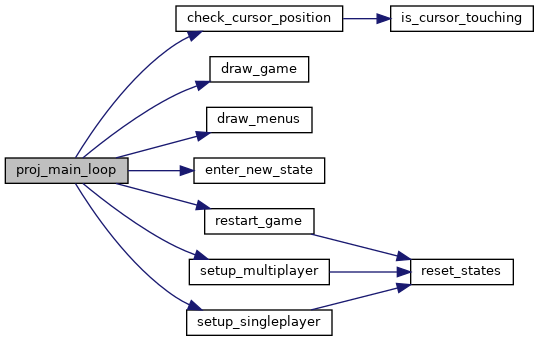 check_cursor_position
is_cursor_touching
draw_game
draw_menus
proj_main_loop
enter_new_state
restart_game
setup_multiplayer
reset_states
setup_singleplayer